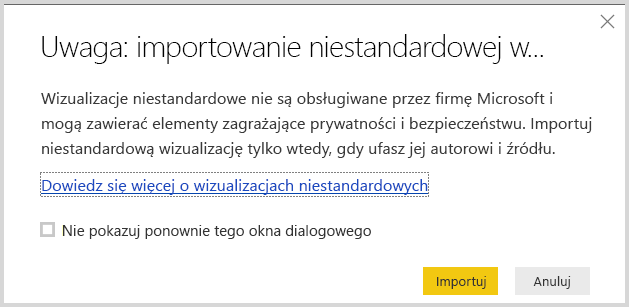 Uwaga: importowanie niestandardowej w...
Wizualizacje niestandardowe nie są obsługiwane przez firmę Microsoft i
mogą zawierać elementy zagrażające prywatności i bezpieczeństwu. Importuj
niestandardową wizualizację tylko wtedy, gdy ufasz jej autorowi i źródłu.
Dowiedz się więcej o wizualizacjach niestandardowych
Nie pokazuj ponownie tego okna dialogowego
Importuj Anuluj